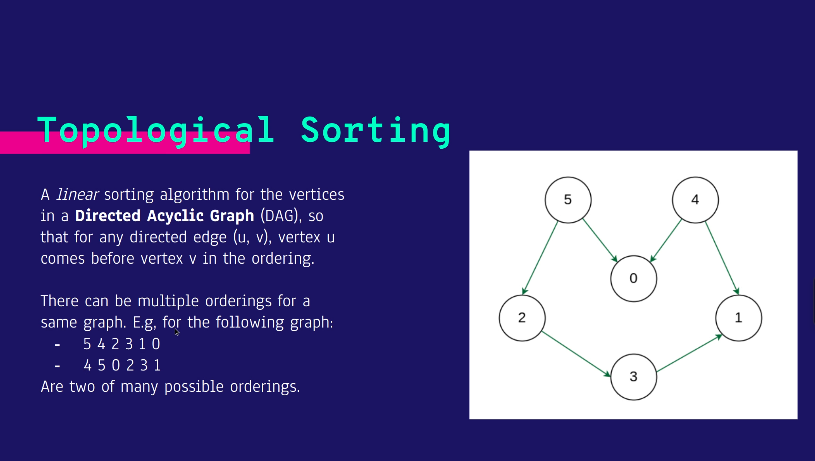 Topological Sorting
A linear sorting algorithm for the vertices
in a Directed Acyclic Graph (DAG), so
that for any directed edge (u, v), vertex u
comes before vertex v in the ordering.
There can be multiple orderings for a
same graph. E.g, for the following graph:
- 5 4 2 3 1 0
- 4 5 0 2 3 1
Are two of many possible orderings.
5
4
0
2
1
3